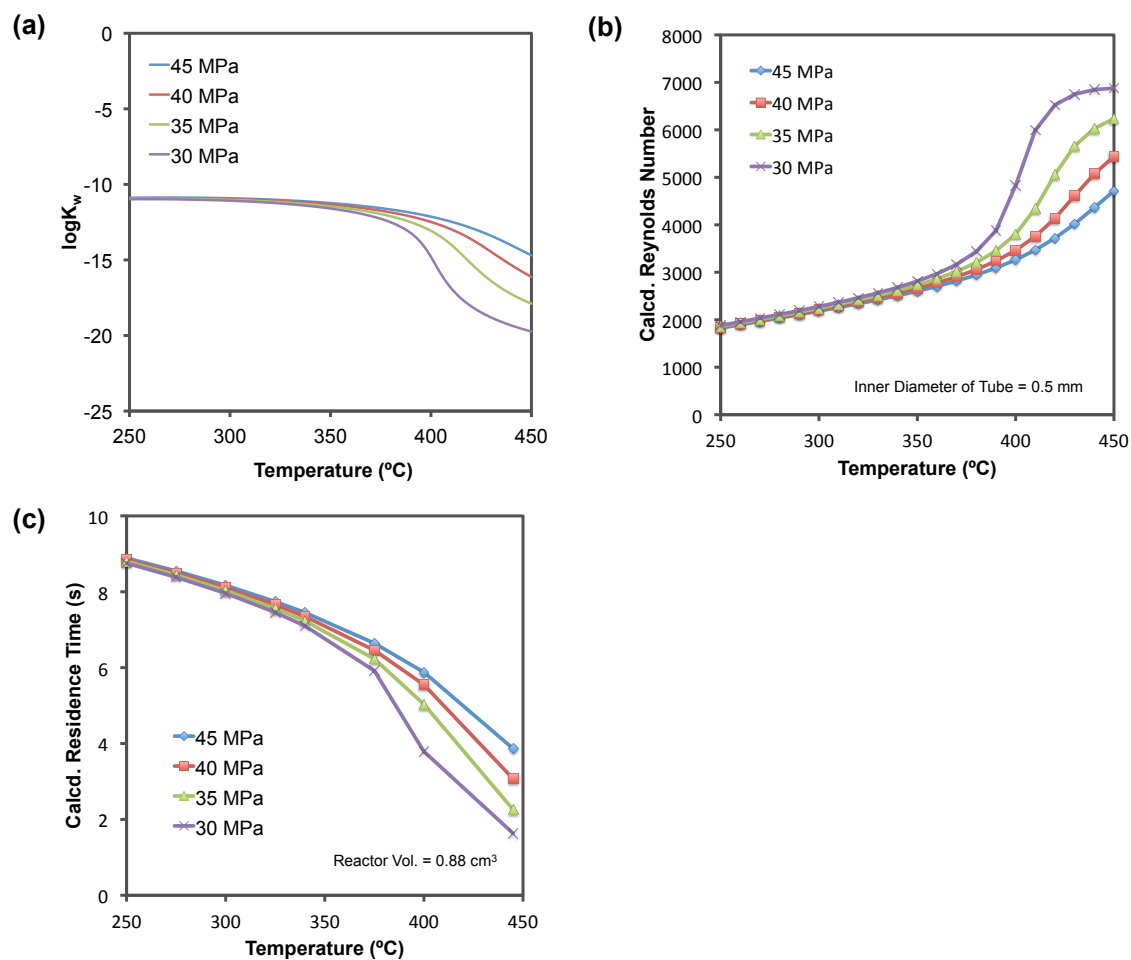 (a)
0
-5
-10
-15
-20
-25
logKw
45 MPa
40 MPa
35 MPa
30 MPa
250 300 350 400 450
Temperature (ºC)
(b)
8000
7000
6000
5000
4000
3000
2000
1000
0
Calcd. Reynolds Number
45 MPa
40 MPa
35 MPa
30 MPa
Inner Diameter of Tube = 0.5 mm
250 300 350 400 450
Temperature (ºC)
(c)
10
8
6
4
2
0
Calcd. Residence Time (s)
45 MPa
40 MPa
35 MPa
30 MPa
Reactor Vol. = 0.88 cm³
250 300 350 400 450
Temperature (ºC)